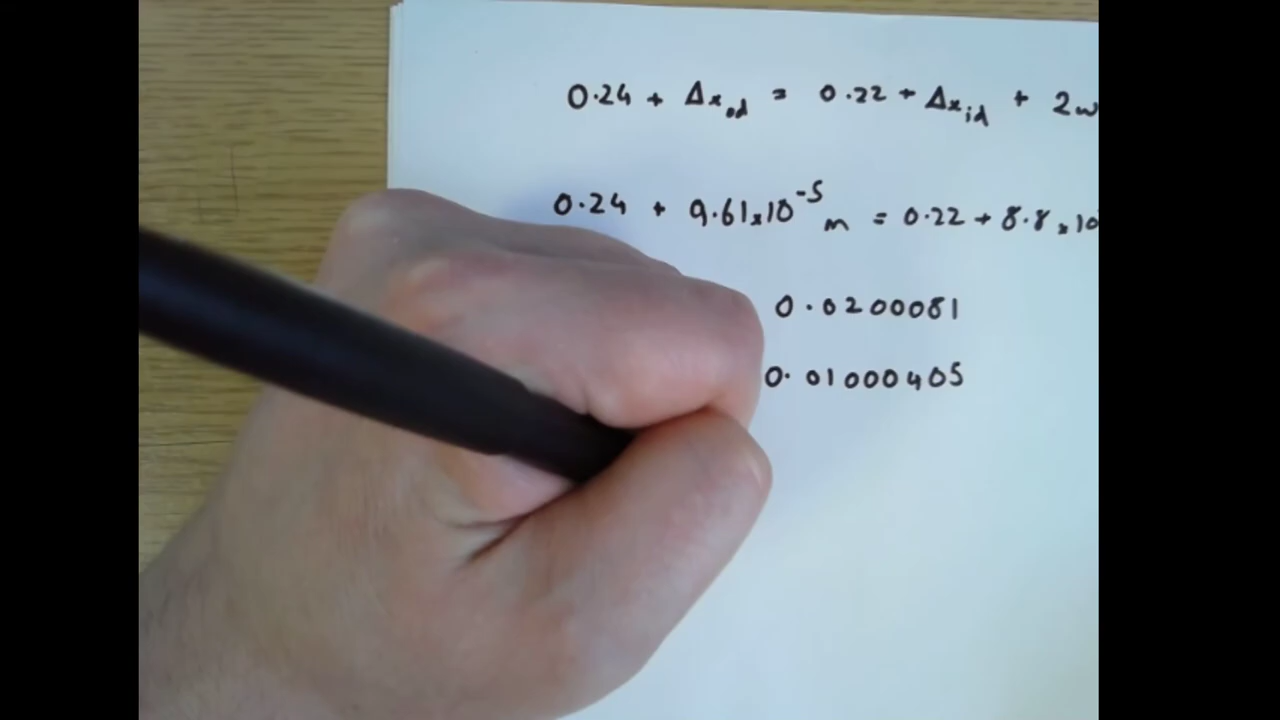 0.24 + Δx_od = 0.22 + Δx_id + 2w
0.24 + 9.61x10^-5 m = 0.22 + 8.8x10
0.0200081
0.01000405